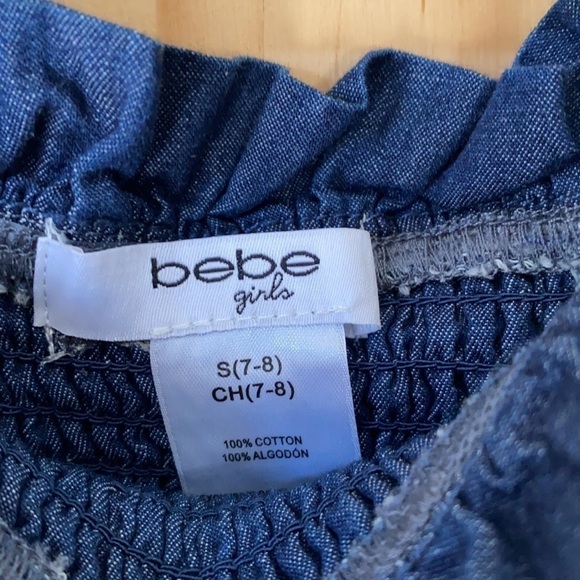 bebe
girls
S(7-8)
CH(7-8)
100% COTTON
100% ALGODÓN